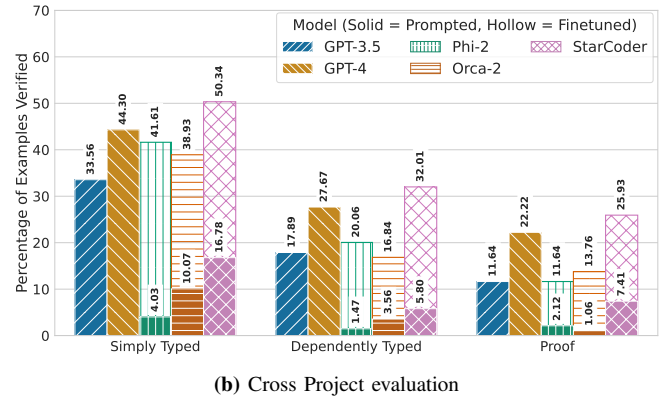 70
60
50
40
30
20
10
0
Percentage of Examples Verified
Model (Solid = Prompted, Hollow = Finetuned)
GPT-3.5 Phi-2 StarCoder
GPT-4 Orca-2
33.56 44.30 41.61 4.03 38.93 10.07 50.34 16.78
17.89 27.67 20.06 1.47 16.84 3.56 32.01 5.80
11.64 22.22 11.64 2.12 13.76 1.06 25.93 7.41
Simply Typed Dependently Typed Proof
(b) Cross Project evaluation